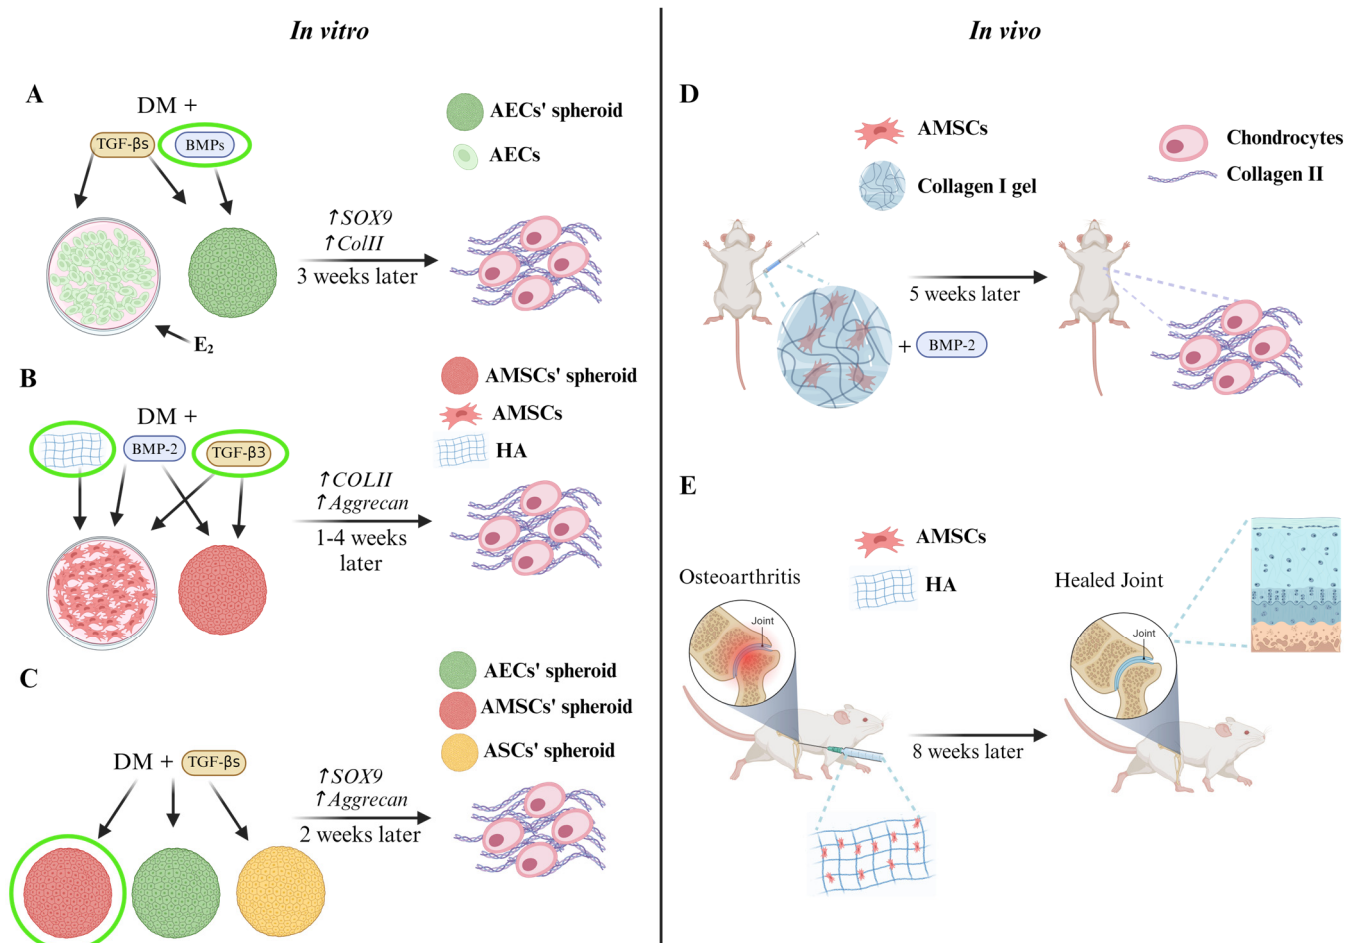 In vitro
A
DM +
TGF-βs
BMPs
AECs' spheroid
AECs
↑SOX9
↑ColII
3 weeks later
E₂
B
DM +
BMP-2
TGF-β3
AMSCs' spheroid
AMSCs
HA
↑COLII
↑Aggrecan
1-4 weeks
later
C
DM +
TGF-βs
AECs' spheroid
AMSCs' spheroid
ASCs' spheroid
↑SOX9
↑Aggrecan
2 weeks later
In vivo
D
AMSCs
Collagen I gel
Chondrocytes
Collagen II
5 weeks later
+ BMP-2
E
AMSCs
HA
Osteoarthritis
Joint
8 weeks later
Healed Joint
Joint